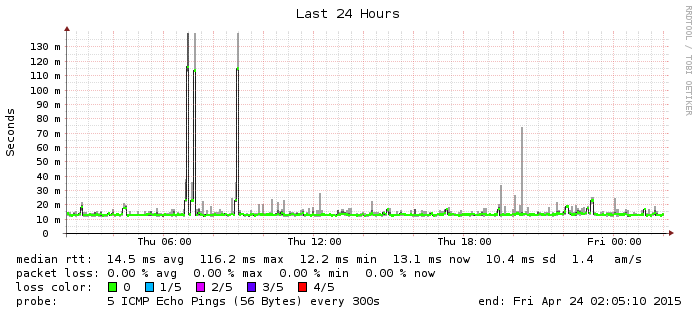 Last 24 Hours
RRDTOOL / TOBI OETIKER
Seconds
130 m
120 m
110 m
100 m
90 m
80 m
70 m
60 m
50 m
40 m
30 m
20 m
10 m
0
Thu 06:00 Thu 12:00 Thu 18:00 Fri 00:00
median rtt: 14.5 ms avg 116.2 ms max 12.2 ms min 13.1 ms now 10.4 ms sd 1.4 am/s
packet loss: 0.00 % avg 0.00 % max 0.00 % min 0.00 % now
loss color: 0 1/5 2/5 3/5 4/5
probe: 5 ICMP Echo Pings (56 Bytes) every 300s end: Fri Apr 24 02:05:10 2015